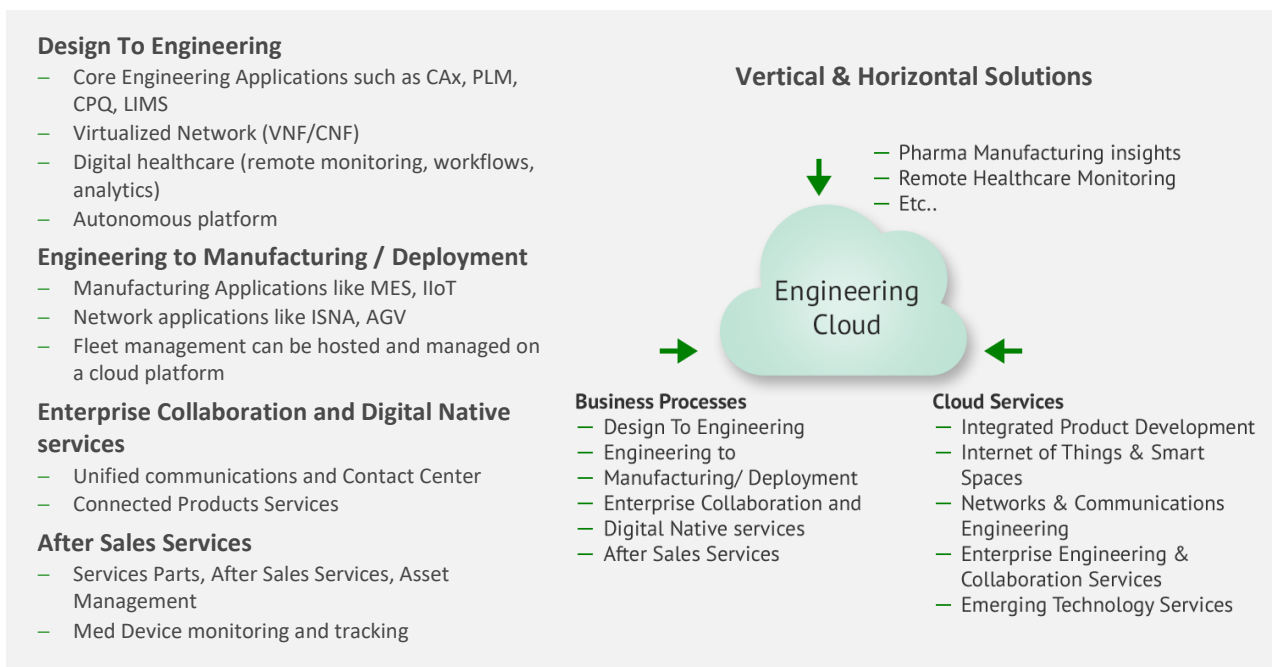 Design To Engineering
– Core Engineering Applications such as CAx, PLM,
CPQ, LIMS
– Virtualized Network (VNF/CNF)
– Digital healthcare (remote monitoring, workflows,
analytics)
– Autonomous platform
Engineering to Manufacturing / Deployment
– Manufacturing Applications like MES, IIoT
– Network applications like ISNA, AGV
– Fleet management can be hosted and managed on
a cloud platform
Enterprise Collaboration and Digital Native
services
– Unified communications and Contact Center
– Connected Products Services
After Sales Services
– Services Parts, After Sales Services, Asset
Management
– Med Device monitoring and tracking
Vertical & Horizontal Solutions
– Pharma Manufacturing insights
– Remote Healthcare Monitoring
– Etc..
Engineering
Cloud
Business Processes
– Design To Engineering
– Engineering to
– Manufacturing/ Deployment
– Enterprise Collaboration and
– Digital Native services
– After Sales Services
Cloud Services
– Integrated Product Development
– Internet of Things & Smart
Spaces
– Networks & Communications
Engineering
– Enterprise Engineering &
Collaboration Services
– Emerging Technology Services